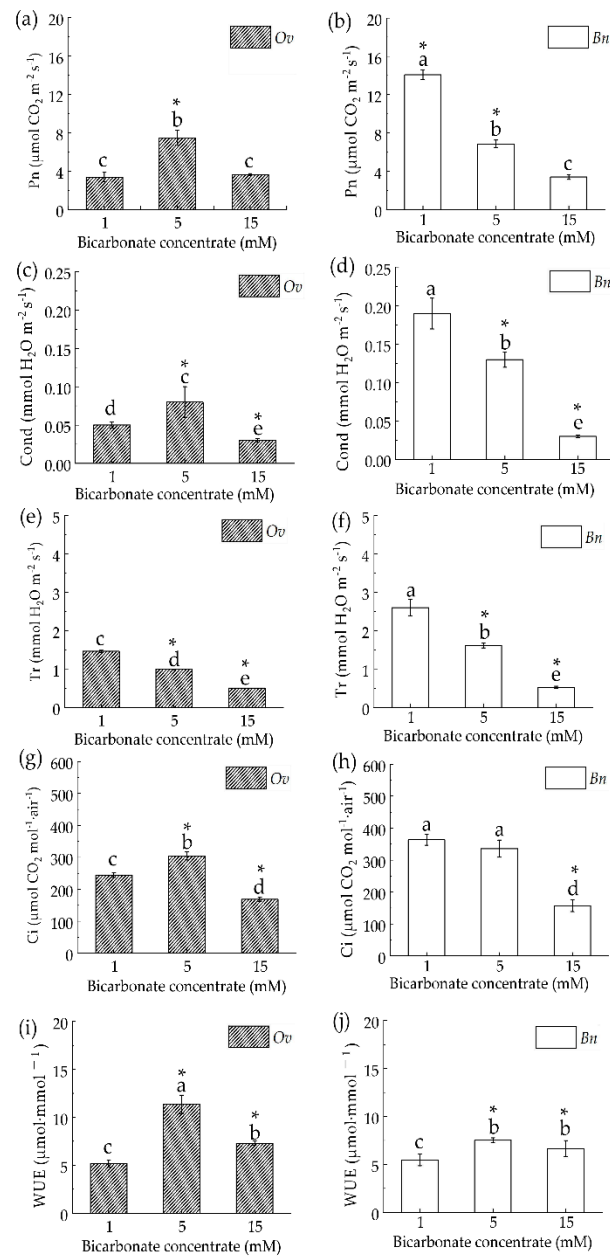 (a)
20
16
12
8
4
0
Pn (μmol CO₂ m⁻² s⁻¹)
Ov
c
*
b
c
1 5 15
Bicarbonate concentrate (mM)
(b)
20
16
12
8
4
0
Pn (μmol CO₂ m⁻² s⁻¹)
Bn
*
a
*
b
c
1 5 15
Bicarbonate concentrate (mM)
(c)
0.25
0.20
0.15
0.10
0.05
0.00
Cond (mmol H₂O m⁻² s⁻¹)
Ov
d
*
c
*
e
1 5 15
Bicarbonate concentrate (mM)
(d)
0.25
0.20
0.15
0.10
0.05
0.00
Cond (mmol H₂O m⁻² s⁻¹)
Bn
a
*
b
*
e
1 5 15
Bicarbonate concentrate (mM)
(e)
5
4
3
2
1
0
Tr (mmol H₂O m⁻² s⁻¹)
Ov
c
*
d
*
e
1 5 15
Bicarbonate concentrate (mM)
(f)
5
4
3
2
1
0
Tr (mmol H₂O m⁻² s⁻¹)
Bn
a
*
b
*
e
1 5 15
Bicarbonate concentrate (mM)
(g)
600
500
400
300
200
100
0
Ci (μmol CO₂ mol⁻¹·air⁻¹)
Ov
c
*
b
*
d
1 5 15
Bicarbonate concentrate (mM)
(h)
600
500
400
300
200
100
0
Ci (μmol CO₂ mol⁻¹·air⁻¹)
Bn
a
a
*
d
1 5 15
Bicarbonate concentrate (mM)
(i)
20
15
10
5
0
WUE (μmol·mmol⁻¹)
Ov
c
*
a
*
b
1 5 15
Bicarbonate concentrate (mM)
(j)
20
15
10
5
0
WUE (μmol·mmol⁻¹)
Bn
c
*
b
*
b
1 5 15
Bicarbonate concentrate (mM)